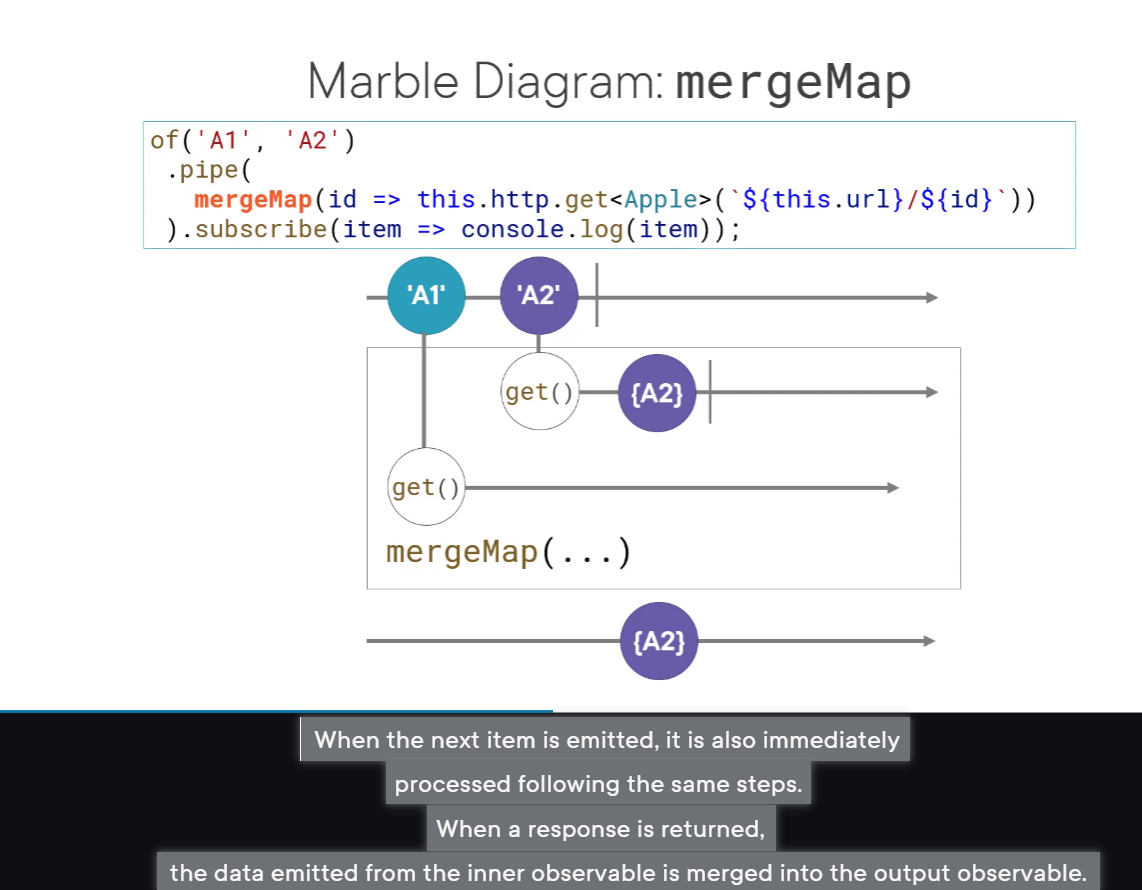 Marble Diagram: mergeMap
of('A1', 'A2')
.pipe(
mergeMap(id => this.http.get<Apple>(`${this.url}/${id}`))
).subscribe(item => console.log(item));
'A1'
'A2'
get()
{A2}
get()
mergeMap(...)
{A2}
When the next item is emitted, it is also immediately
processed following the same steps.
When a response is returned,
the data emitted from the inner observable is merged into the output observable.